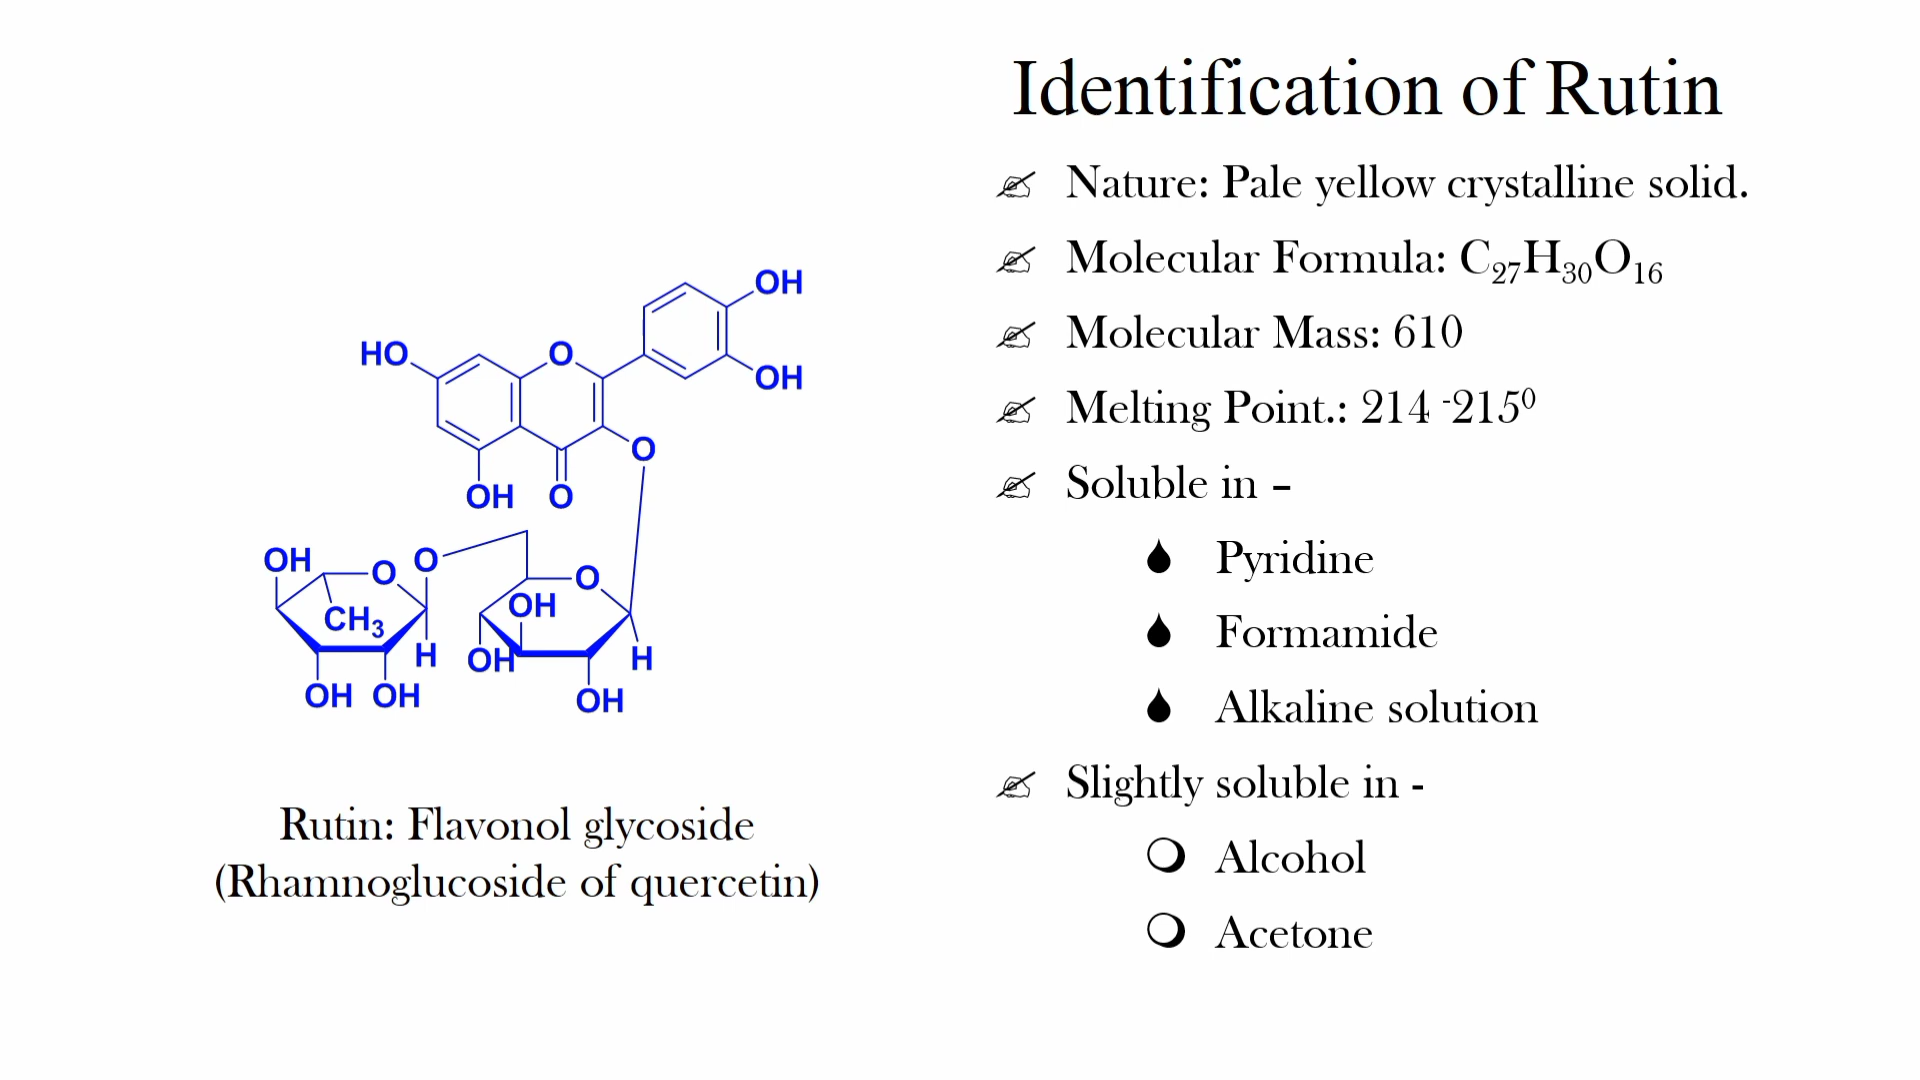 Identification of Rutin
Nature: Pale yellow crystalline solid.
Molecular Formula: C₂₇H₃₀O₁₆
Molecular Mass: 610
Melting Point.: 214 ⁻215⁰
Soluble in –
Pyridine
Formamide
Alkaline solution
Slightly soluble in -
Alcohol
Acetone
OH
HO
O
OH
O
OH
O
OH
O
O
O
O
OH
CH₃
H
OH
OH
H
OH
OH
OH
Rutin: Flavonol glycoside
(Rhamnoglucoside of quercetin)